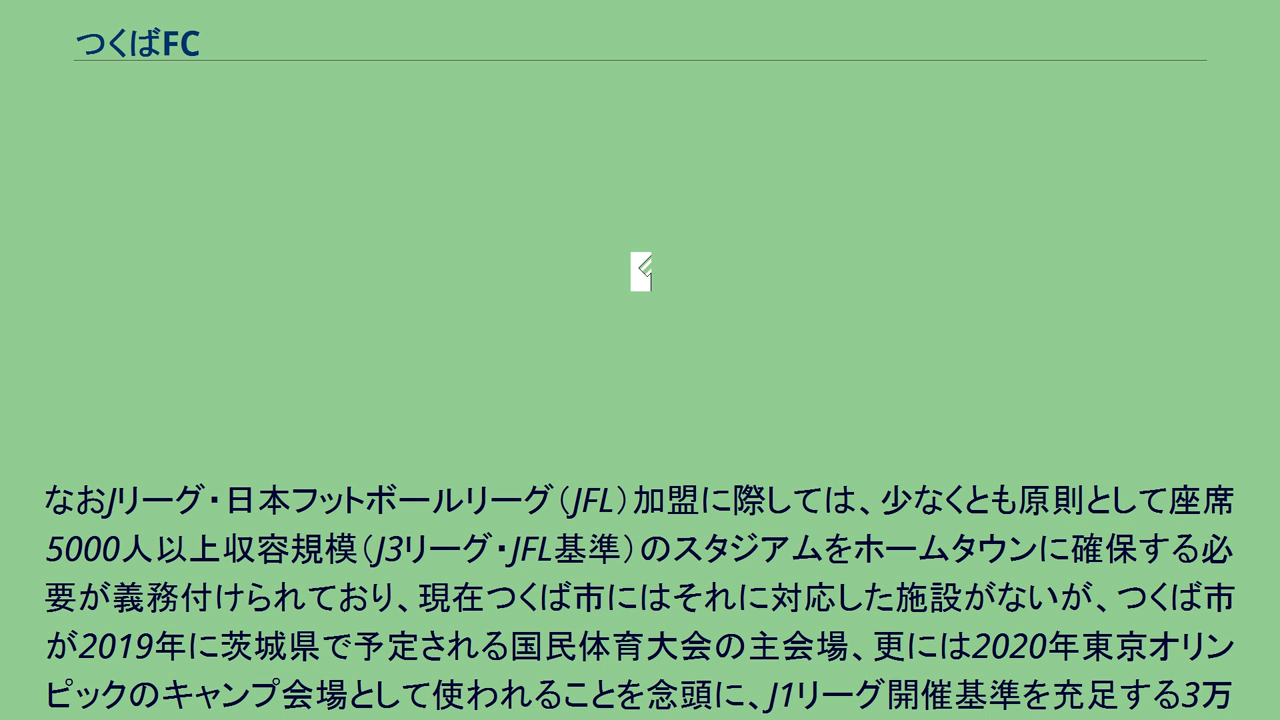 つくばFC
なおJリーグ・日本フットボールリーグ（JFL）加盟に際しては、少なくとも原則として座席
5000人以上収容規模（J3リーグ・JFL基準）のスタジアムをホームタウンに確保する必
要が義務付けられており、現在つくば市にはそれに対応した施設がないが、つくば市
が2019年に茨城県で予定される国民体育大会の主会場、更には2020年東京オリン
ピックのキャンプ会場として使われることを念頭に、J1リーグ開催基準を充足する3万